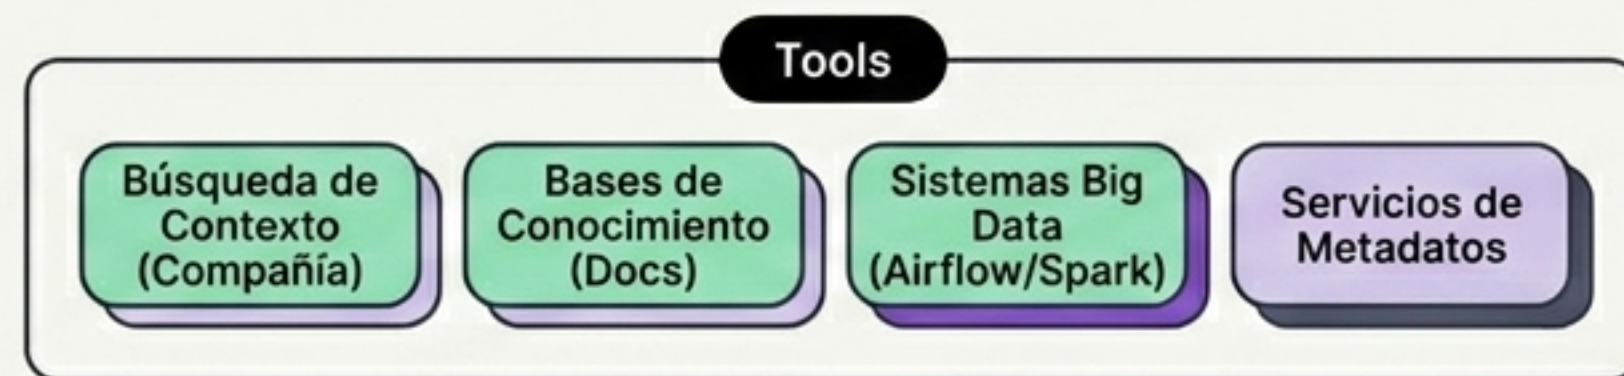 Tools
Búsqueda de
Contexto
(Compañía)
Bases de
Conocimiento
(Docs)
Sistemas Big
Data
(Airflow/Spark)
Servicios de
Metadatos